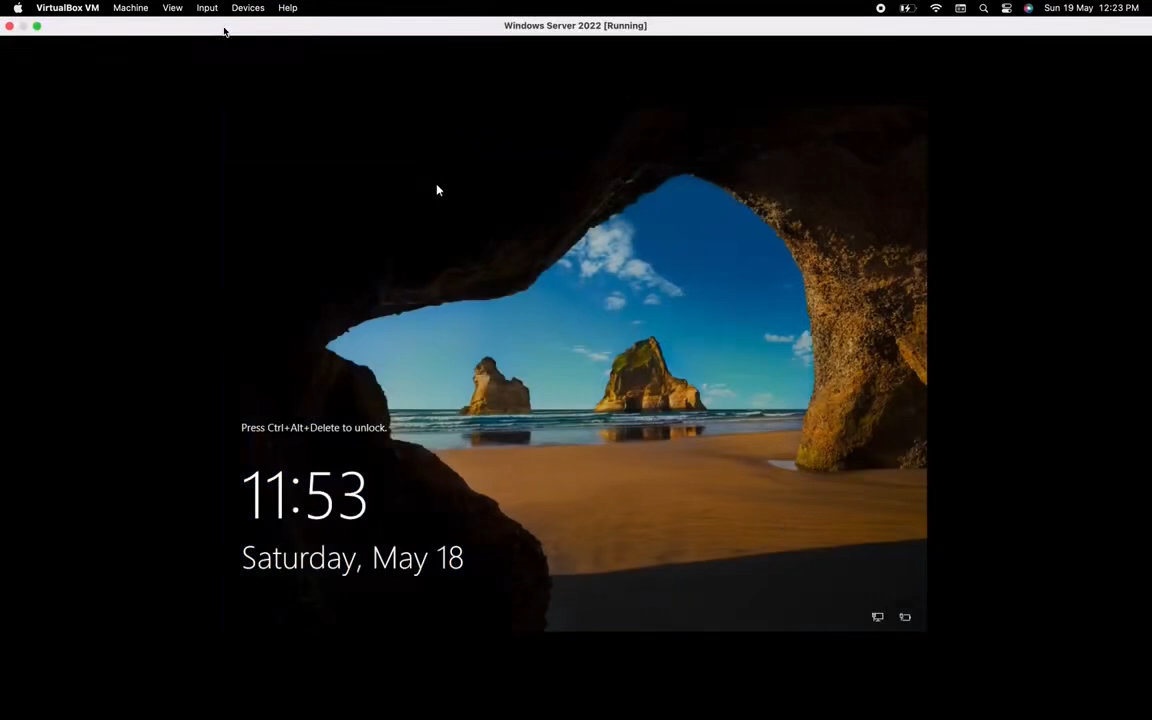 VirtualBox VM Machine View Input Devices Help Sun 19 May 12:23 PM
Windows Server 2022 [Running]
Press Ctrl+Alt+Delete to unlock.
11:53
Saturday, May 18